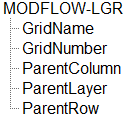 MODFLOW-LGR
GridName
GridNumber
ParentColumn
ParentLayer
ParentRow